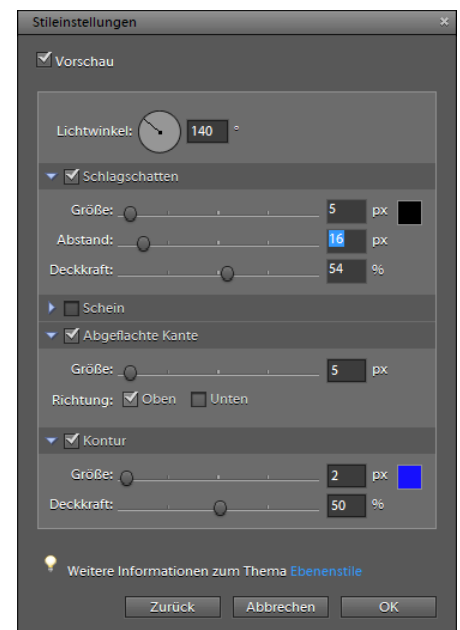 Stileinstellungen
Vorschau
Lichtwinkel: 140 °
Schlagschatten
Größe: 5 px
Abstand: 16 px
Deckkraft: 54 %
Schein
Abgeflachte Kante
Größe: 5 px
Richtung: Oben Unten
Kontur
Größe: 2 px
Deckkraft: 50 %
Weitere Informationen zum Thema Ebenenstile
Zurück Abbrechen OK